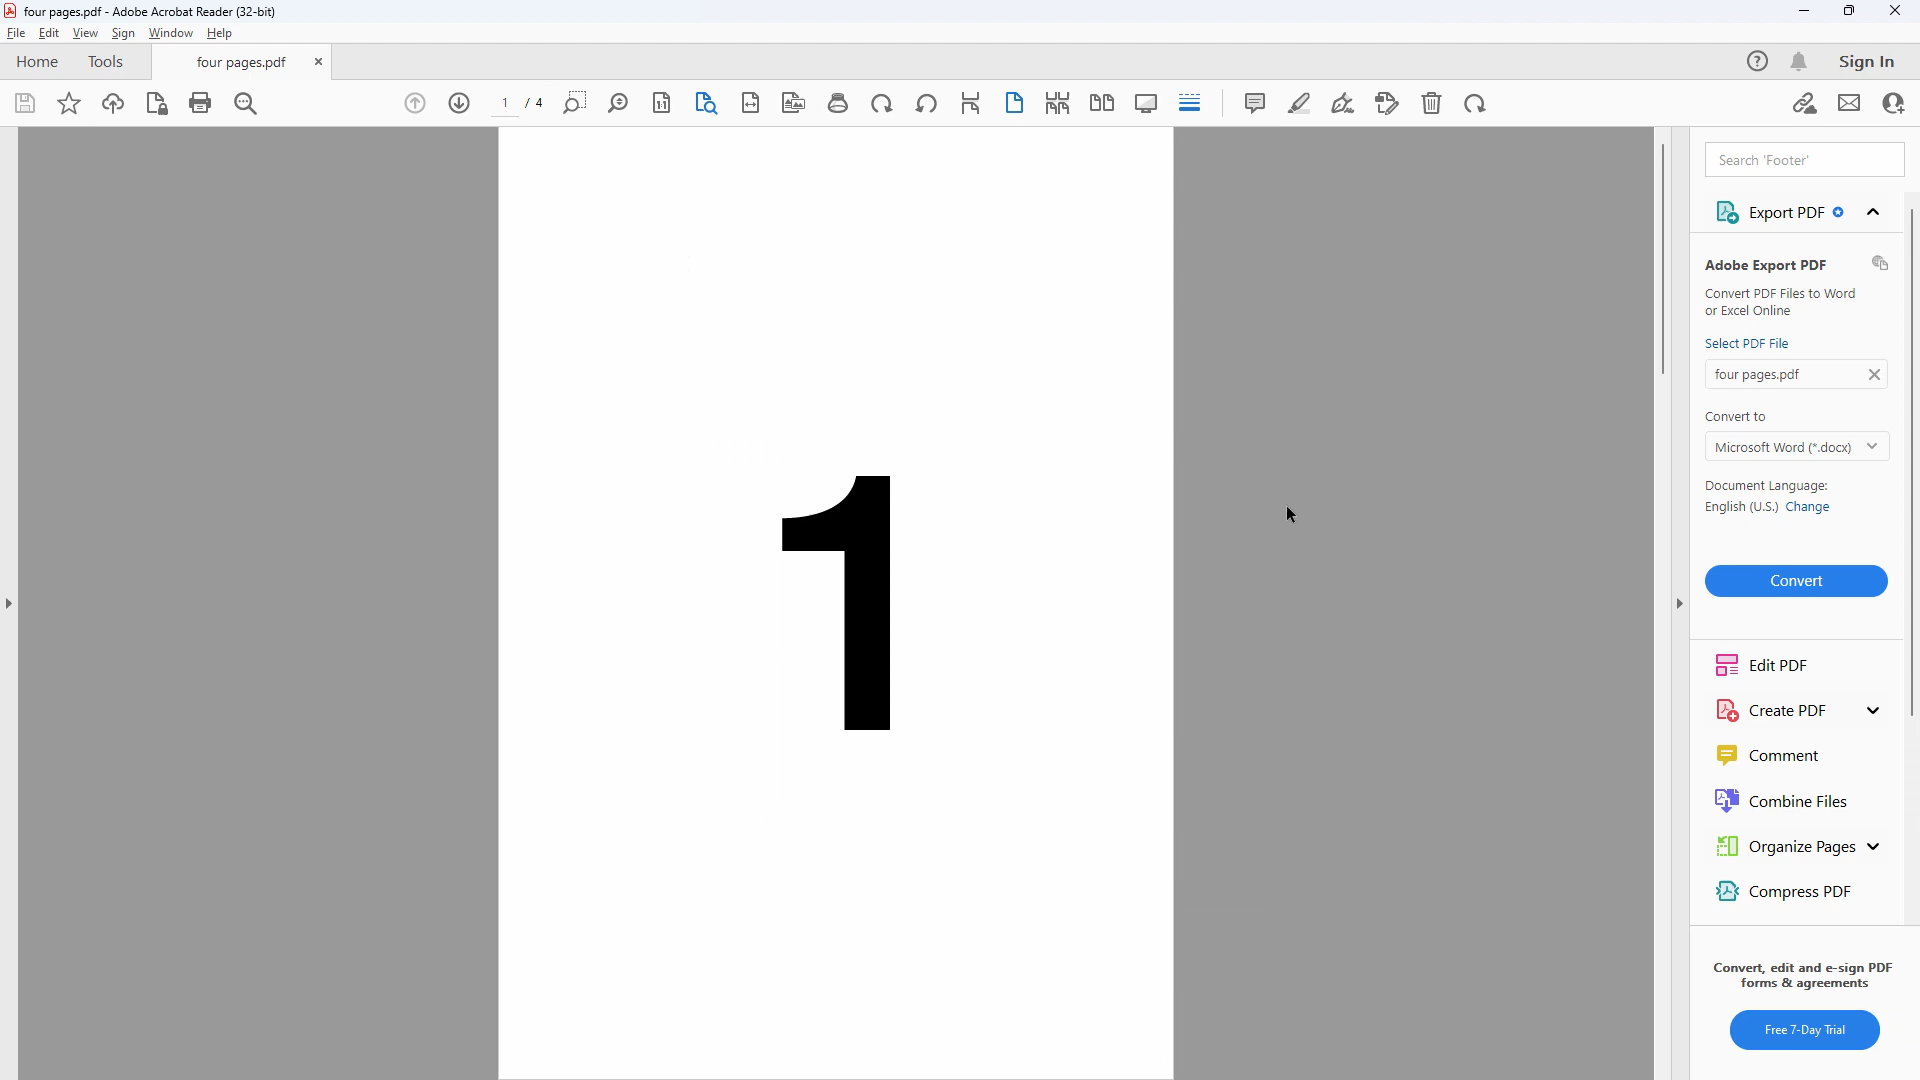 four pages.pdf - Adobe Acrobat Reader (32-bit)
File Edit View Sign Window Help
Home Tools four pages.pdf Sign In
1 / 4
Search 'Footer'
Export PDF
Adobe Export PDF
Convert PDF Files to Word
or Excel Online
Select PDF File
four pages.pdf
Convert to
Microsoft Word (*.docx)
Document Language:
English (U.S.) Change
Convert
1
Edit PDF
Create PDF
Comment
Combine Files
Organize Pages
Compress PDF
Convert, edit and e-sign PDF
forms & agreements
Free 7-Day Trial